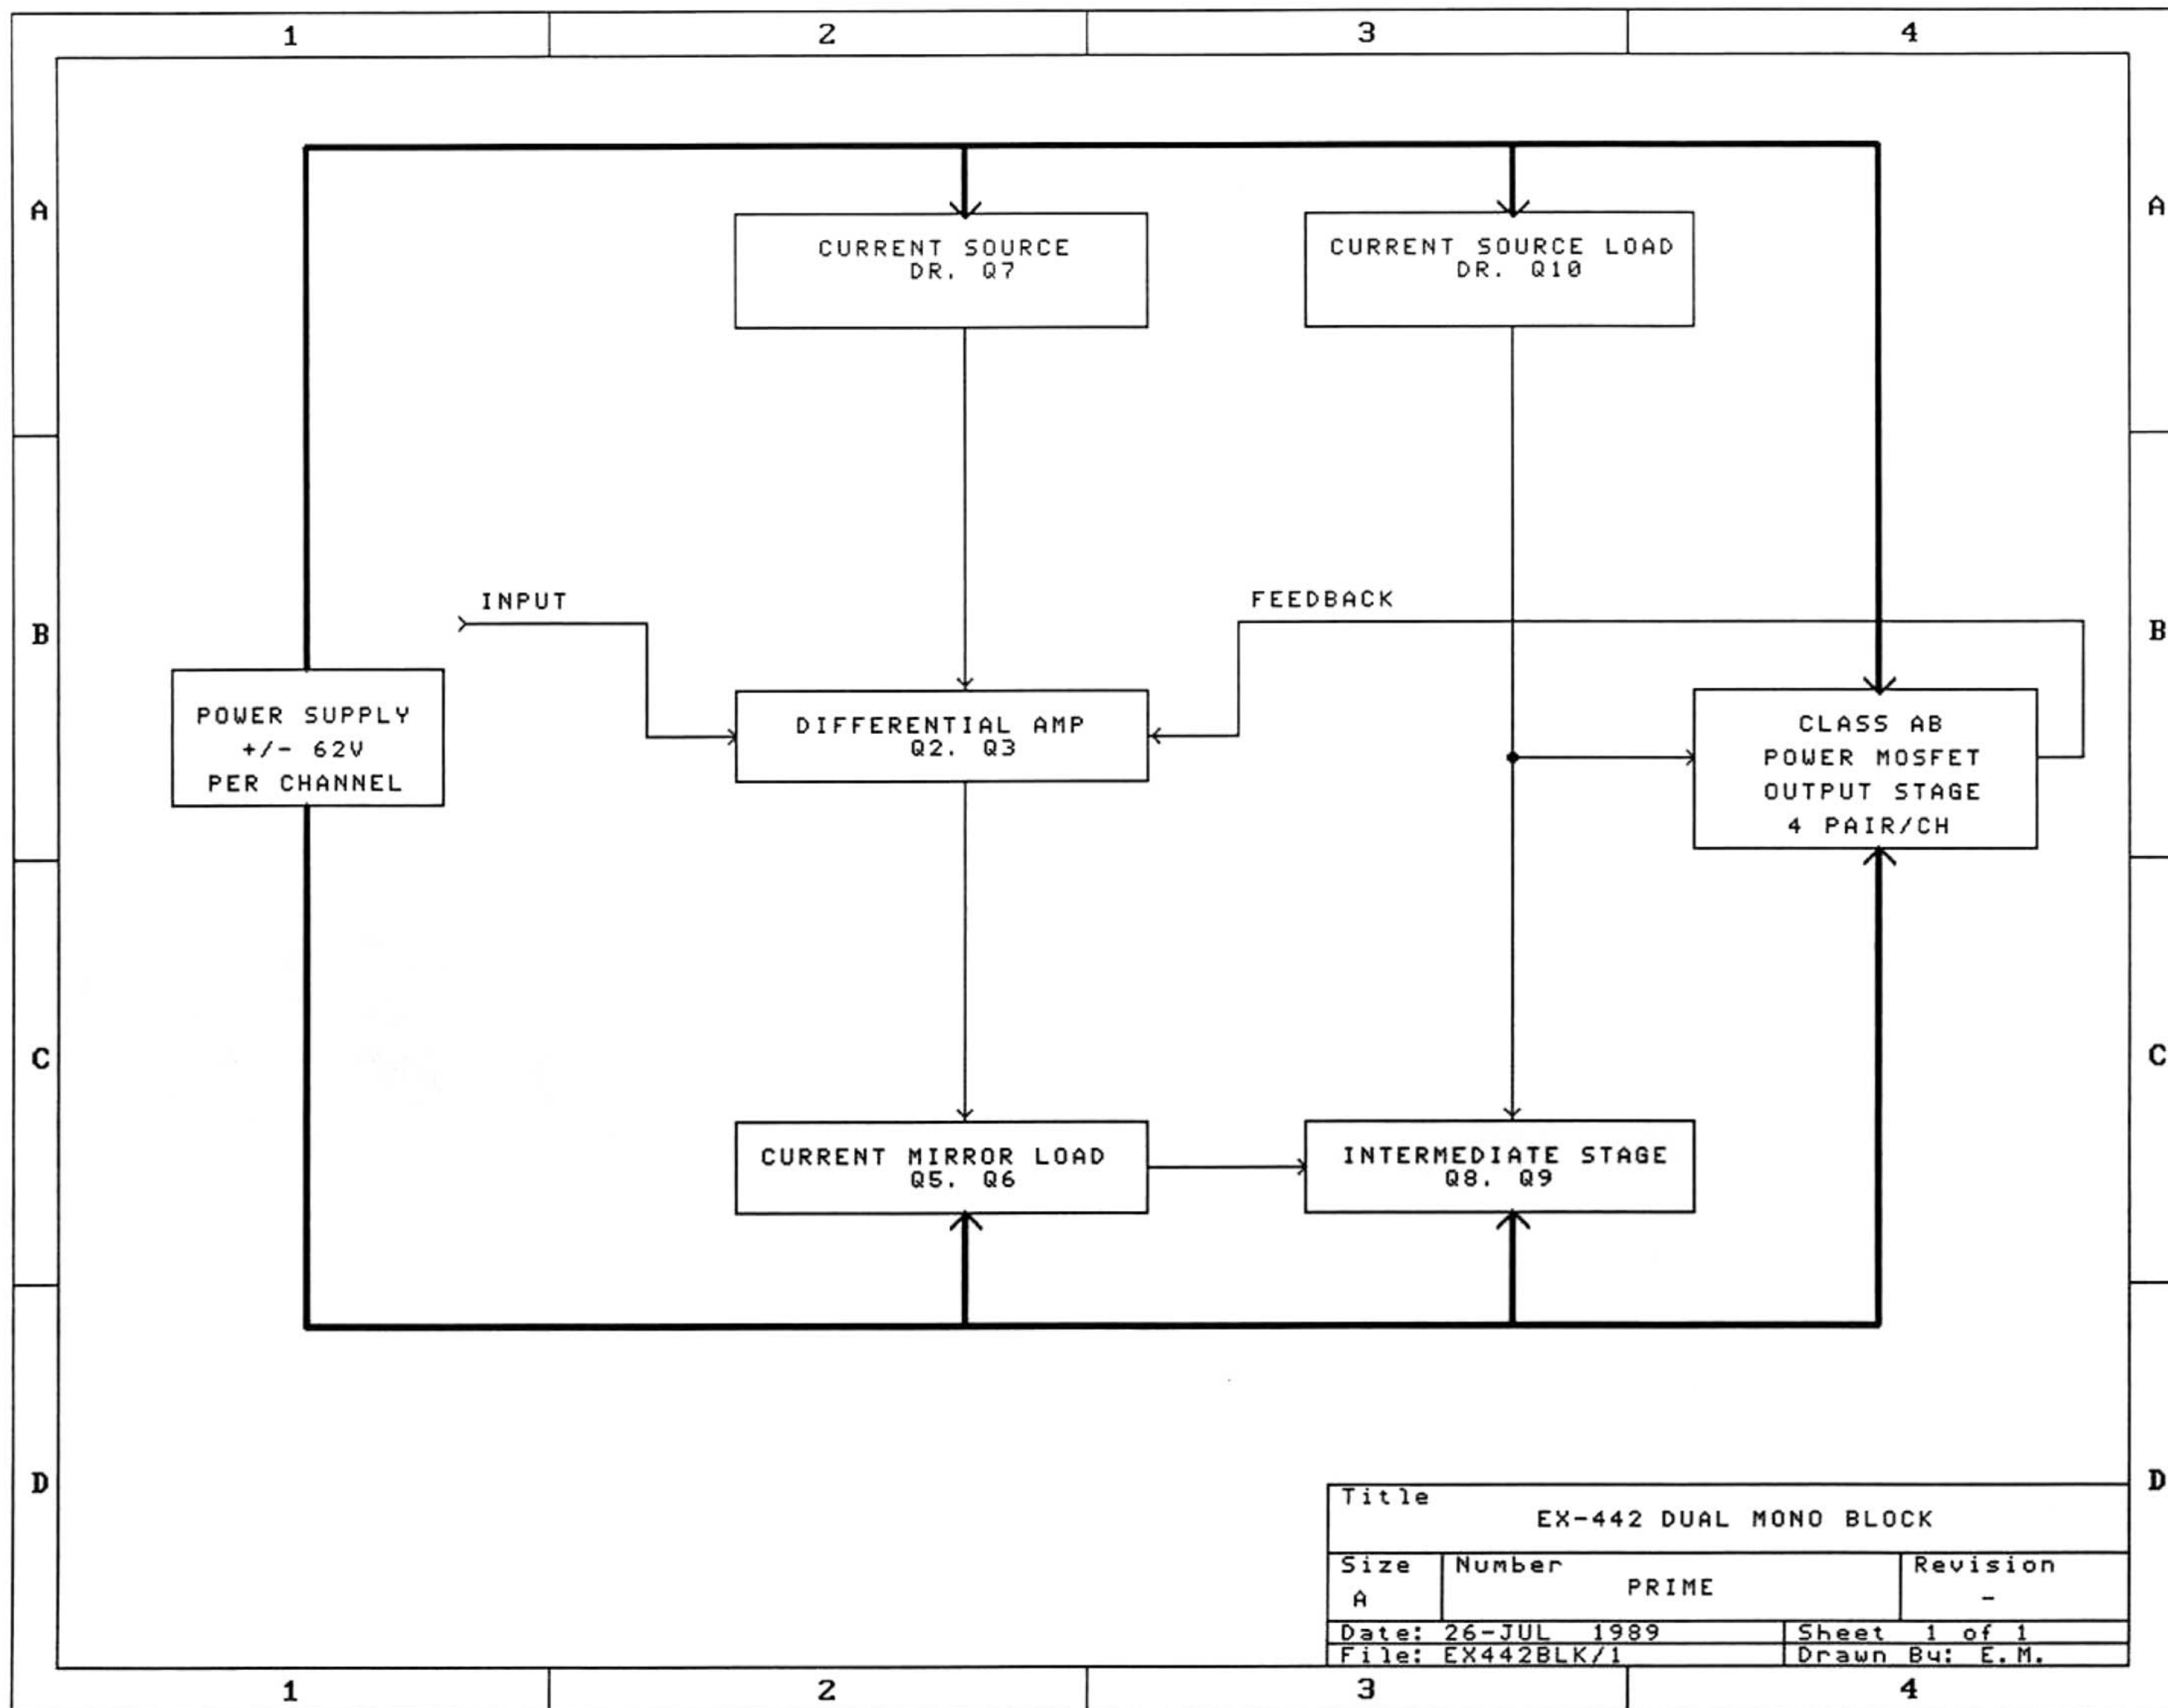 1 2 3 4
A A
CURRENT SOURCE
DR. Q7
CURRENT SOURCE LOAD
DR. Q10
INPUT
FEEDBACK
B B
POWER SUPPLY
+/- 62V
PER CHANNEL
DIFFERENTIAL AMP
Q2. Q3
CLASS AB
POWER MOSFET
OUTPUT STAGE
4 PAIR/CH
C C
CURRENT MIRROR LOAD
Q5. Q6
INTERMEDIATE STAGE
Q8. Q9
D D
Title
EX-442 DUAL MONO BLOCK
Size Number Revision
A PRIME -
Date: 26-JUL 1989 Sheet 1 of 1
File: EX442BLK/1 Drawn By: E.M.
1 2 3 4